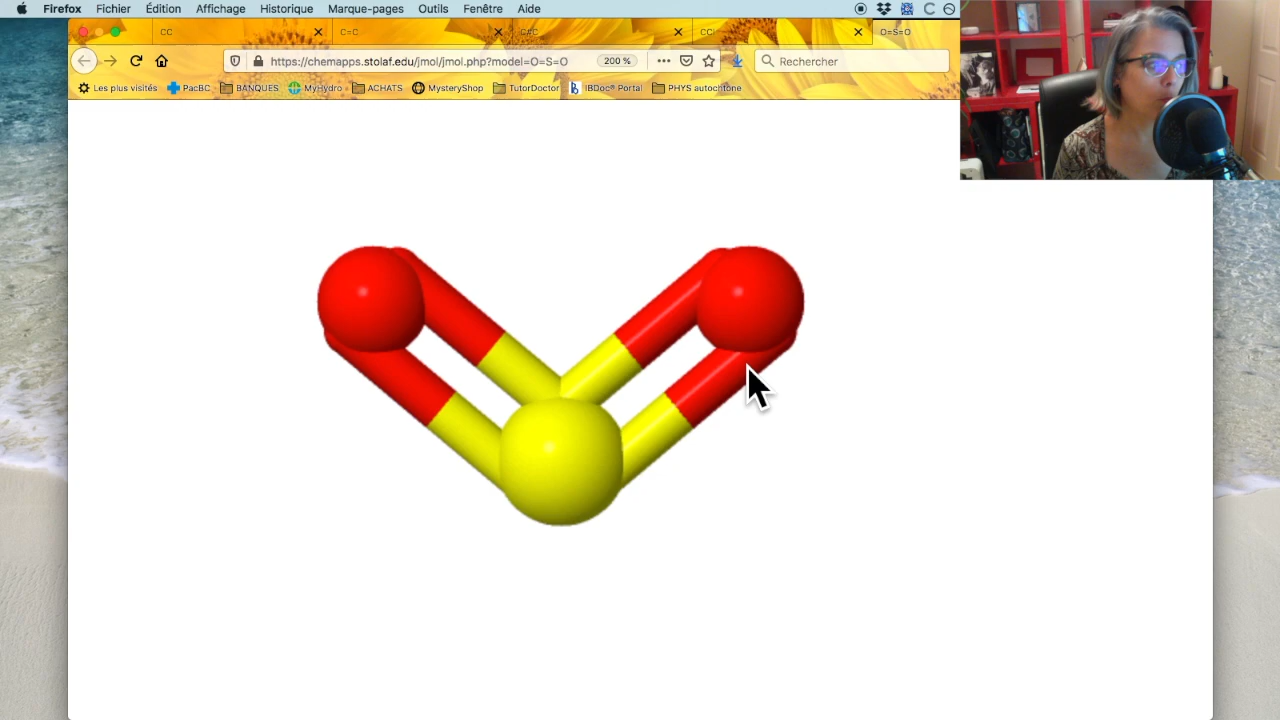 Firefox Fichier Édition Affichage Historique Marque-pages Outils Fenêtre Aide
CC C=C C#C CCl O=S=O
https://chemapps.stolaf.edu/jmol/jmol.php?model=O=S=O 200 % Rechercher
Les plus visités PacBC BANQUES MyHydro ACHATS MysteryShop TutorDoctor IBDoc® Portal PHYS autochtone